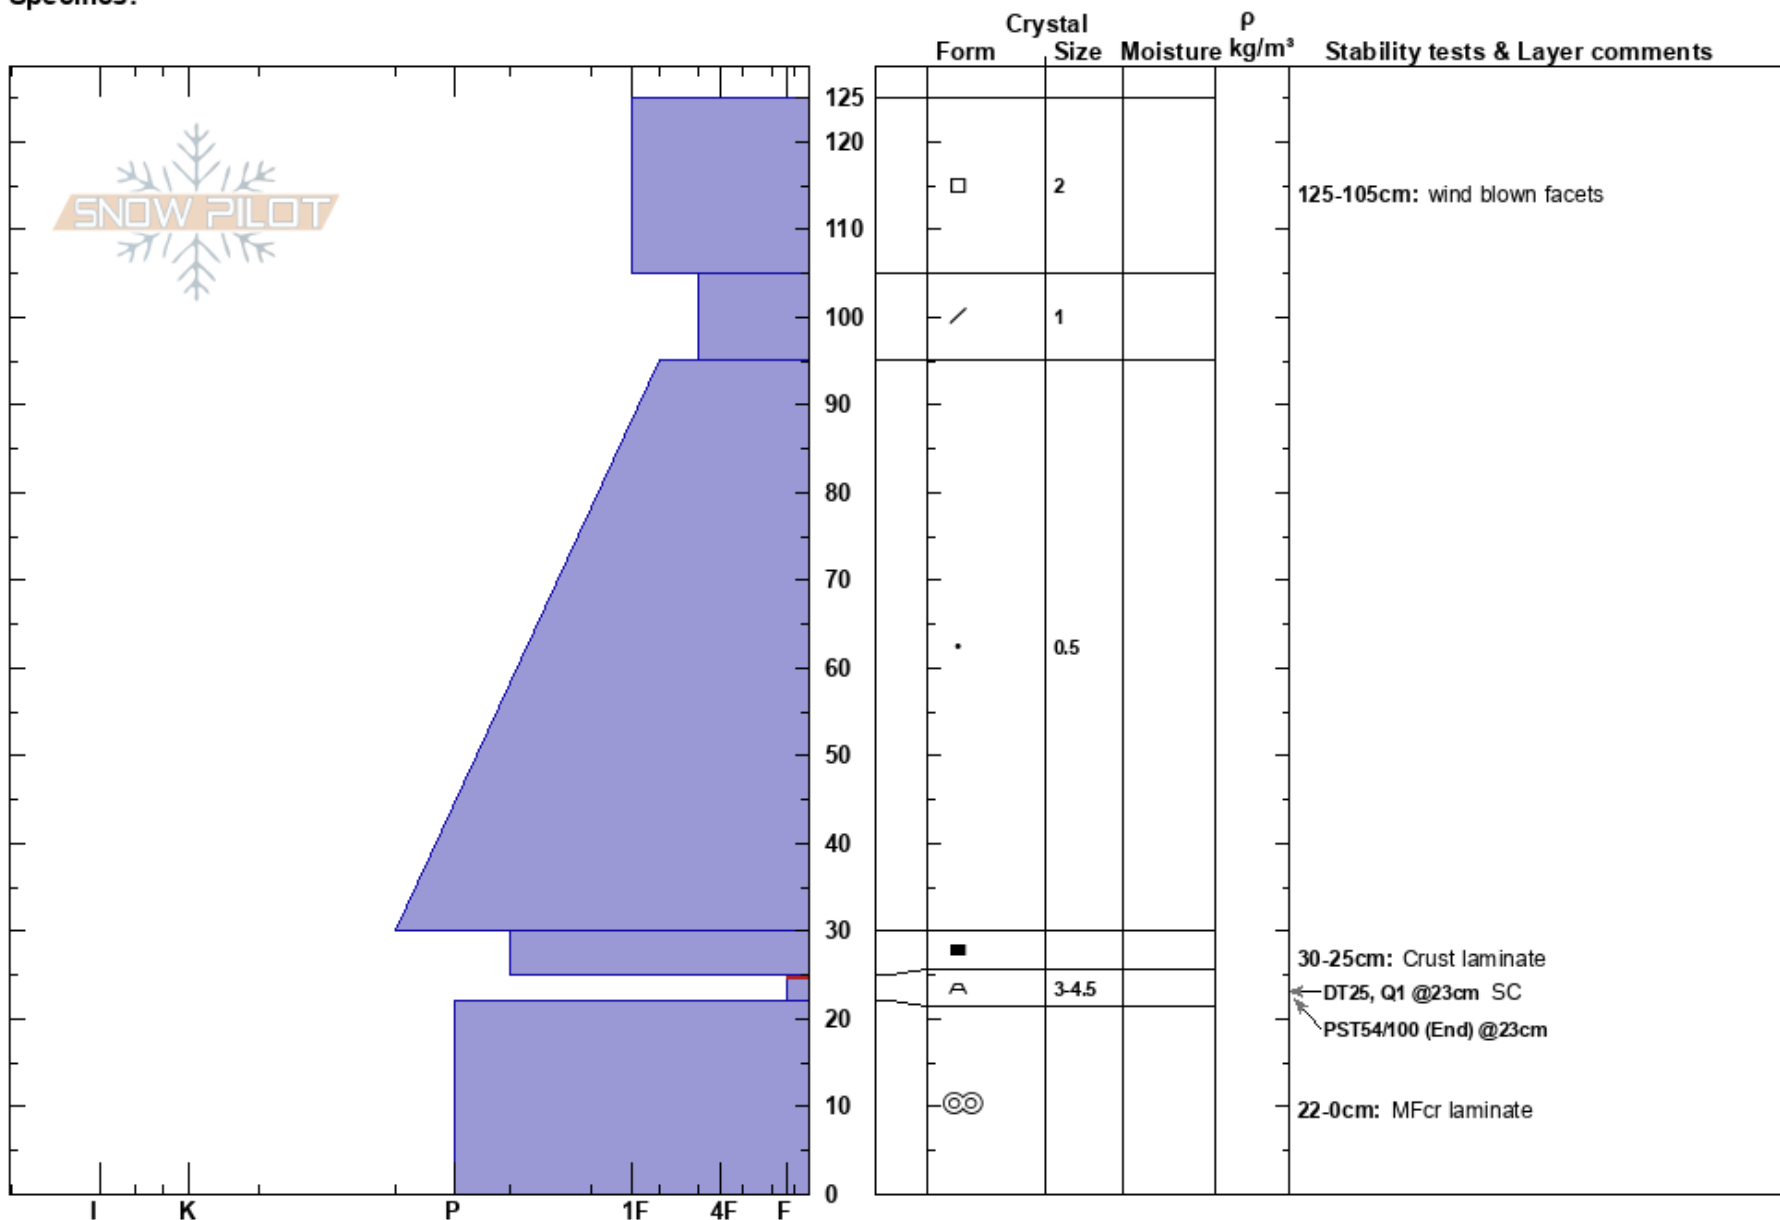 Specifics:
Crystal
ρ
Form Size Moisture kg/m³ Stability tests & Layer comments
SNOW PILOT
125
120
2
125-105cm: wind blown facets
110
100
1
90
80
70
0.5
60
50
40
30
30-25cm: Crust laminate
3-4.5
DT25, Q1 @23cm SC
20
PST54/100 (End) @23cm
10
22-0cm: MFcr laminate
0
I K P 1F 4F F